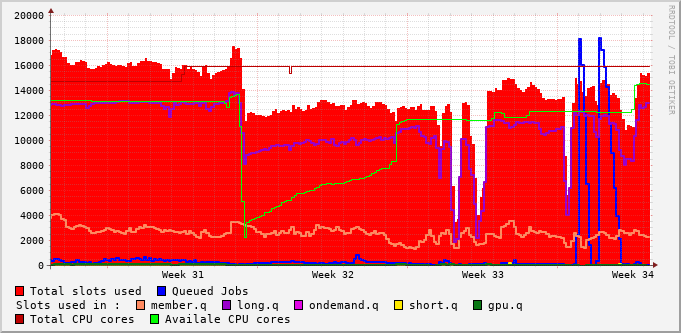 20000
18000
16000
14000
12000
10000
8000
6000
4000
2000
0
Week 31 Week 32 Week 33 Week 34
Total slots used Queued Jobs
Slots used in : member.q long.q ondemand.q short.q gpu.q
Total CPU cores Availale CPU cores
RRDTOOL / TOBI OETIKER